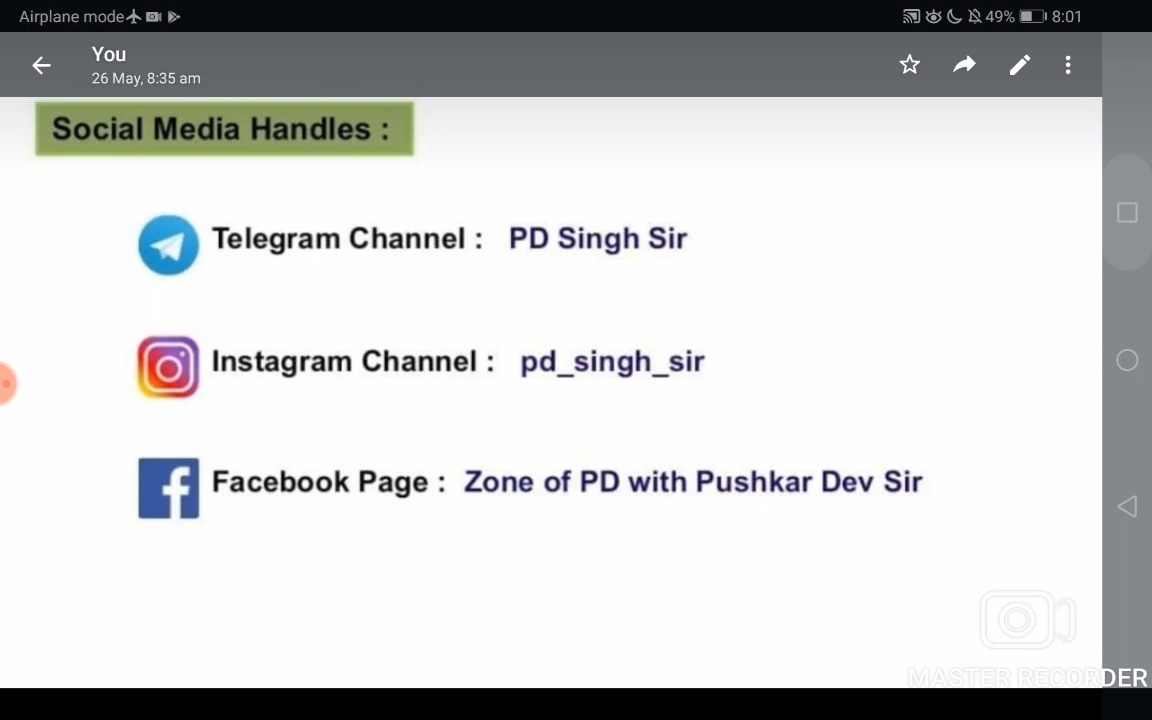 Airplane mode 49% 8:01
You
26 May, 8:35 am
Social Media Handles :
Telegram Channel : PD Singh Sir
Instagram Channel : pd_singh_sir
Facebook Page : Zone of PD with Pushkar Dev Sir
MASTER RECORDER